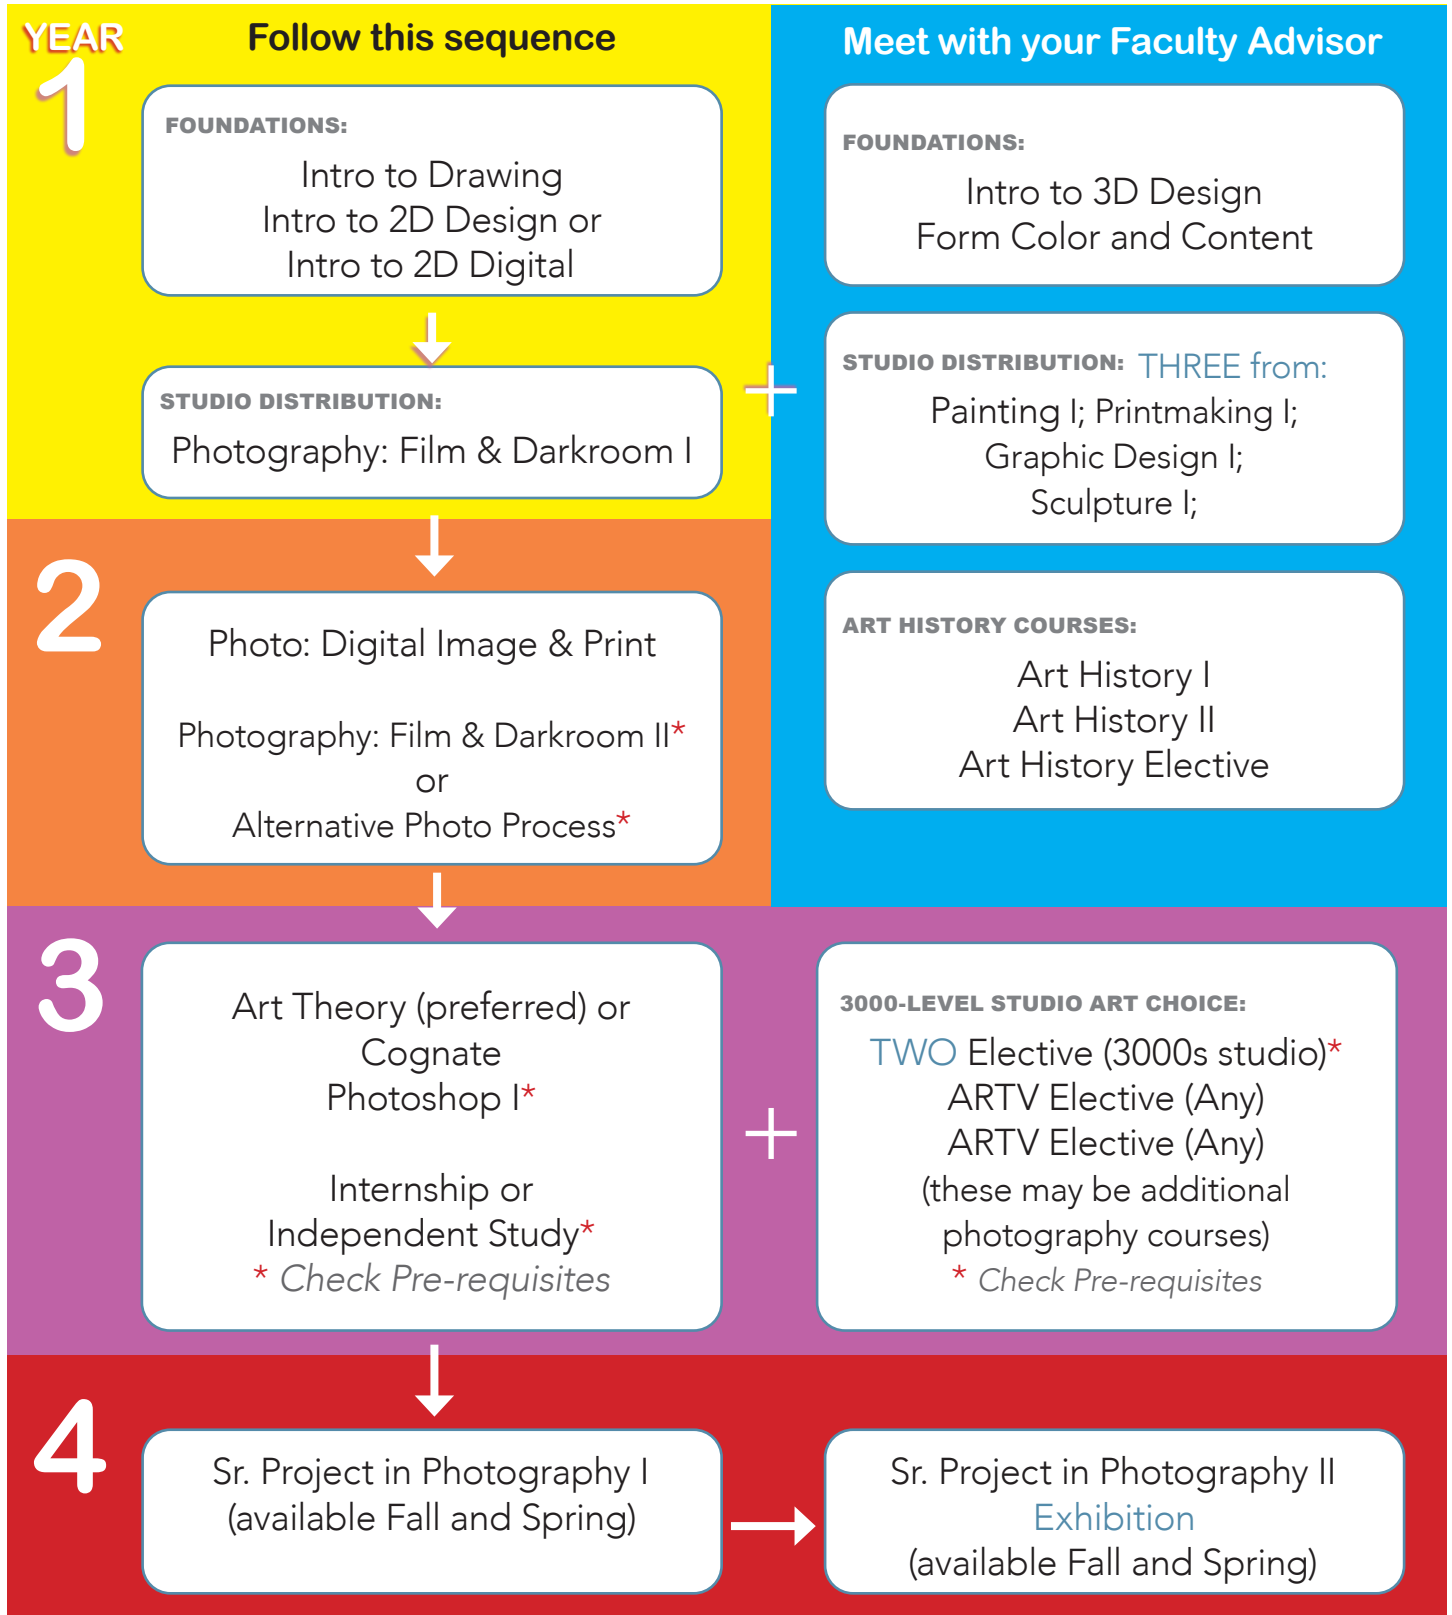 YEAR
1
Follow this sequence
FOUNDATIONS:
Intro to Drawing
Intro to 2D Design or
Intro to 2D Digital
STUDIO DISTRIBUTION:
Photography: Film & Darkroom I
+
Meet with your Faculty Advisor
FOUNDATIONS:
Intro to 3D Design
Form Color and Content
STUDIO DISTRIBUTION: THREE from:
Painting I; Printmaking I;
Graphic Design I;
Sculpture I;
ART HISTORY COURSES:
Art History I
Art History II
Art History Elective
2
Photo: Digital Image & Print
Photography: Film & Darkroom II*
or
Alternative Photo Process*
3
Art Theory (preferred) or
Cognate
Photoshop I*
Internship or
Independent Study*
* Check Pre-requisites
+
3000-LEVEL STUDIO ART CHOICE:
TWO Elective (3000s studio)*
ARTV Elective (Any)
ARTV Elective (Any)
(these may be additional
photography courses)
* Check Pre-requisites
4
Sr. Project in Photography I
(available Fall and Spring)
Sr. Project in Photography II
Exhibition
(available Fall and Spring)